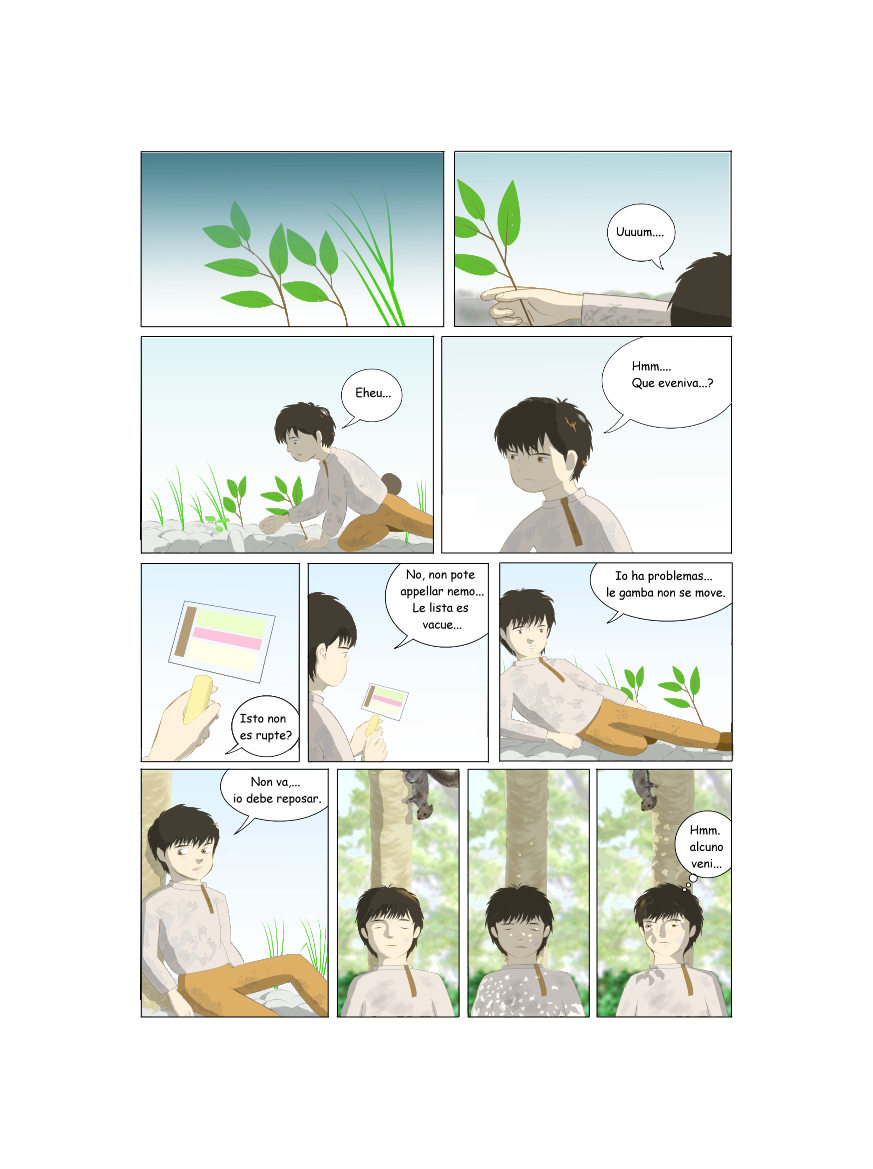 Uuuum....
Eheu...
Hmm....
Que eveniva...?
Isto non
es rupte?
No, non pote
appellar nemo...
Le lista es
vacue...
Io ha problemas...
le gamba non se move.
Non va,...
io debe reposar.
Hmm.
alcuno
veni...